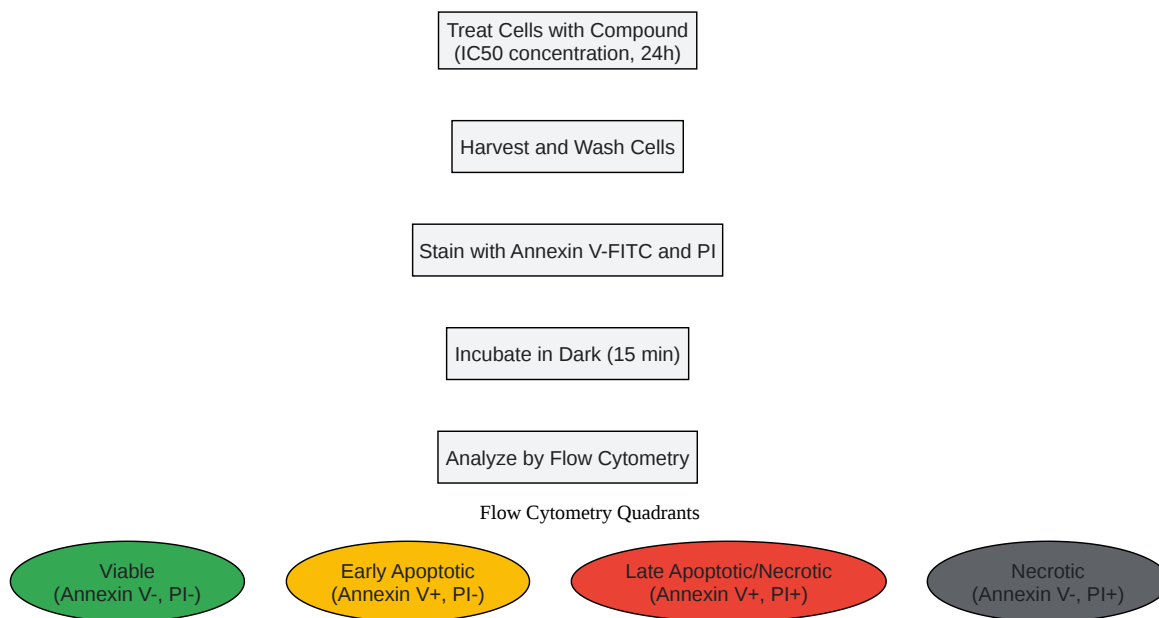 Treat Cells with Compound
(IC50 concentration, 24h)
Harvest and Wash Cells
Stain with Annexin V-FITC and PI
Incubate in Dark (15 min)
Analyze by Flow Cytometry
Flow Cytometry Quadrants
Viable
(Annexin V-, PI-)
Early Apoptotic
(Annexin V+, PI-)
Late Apoptotic/Necrotic
(Annexin V+, PI+)
Necrotic
(Annexin V-, PI+)